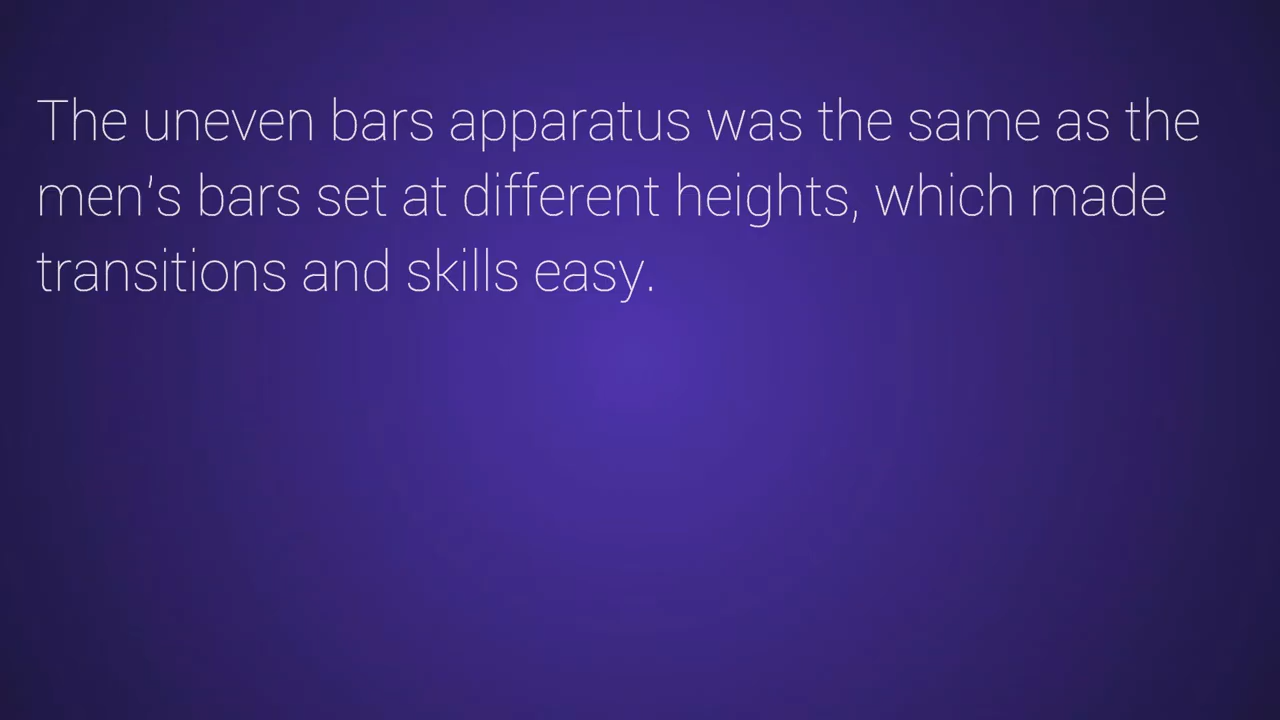 The uneven bars apparatus was the same as the
men's bars set at different heights, which made
transitions and skills easy.